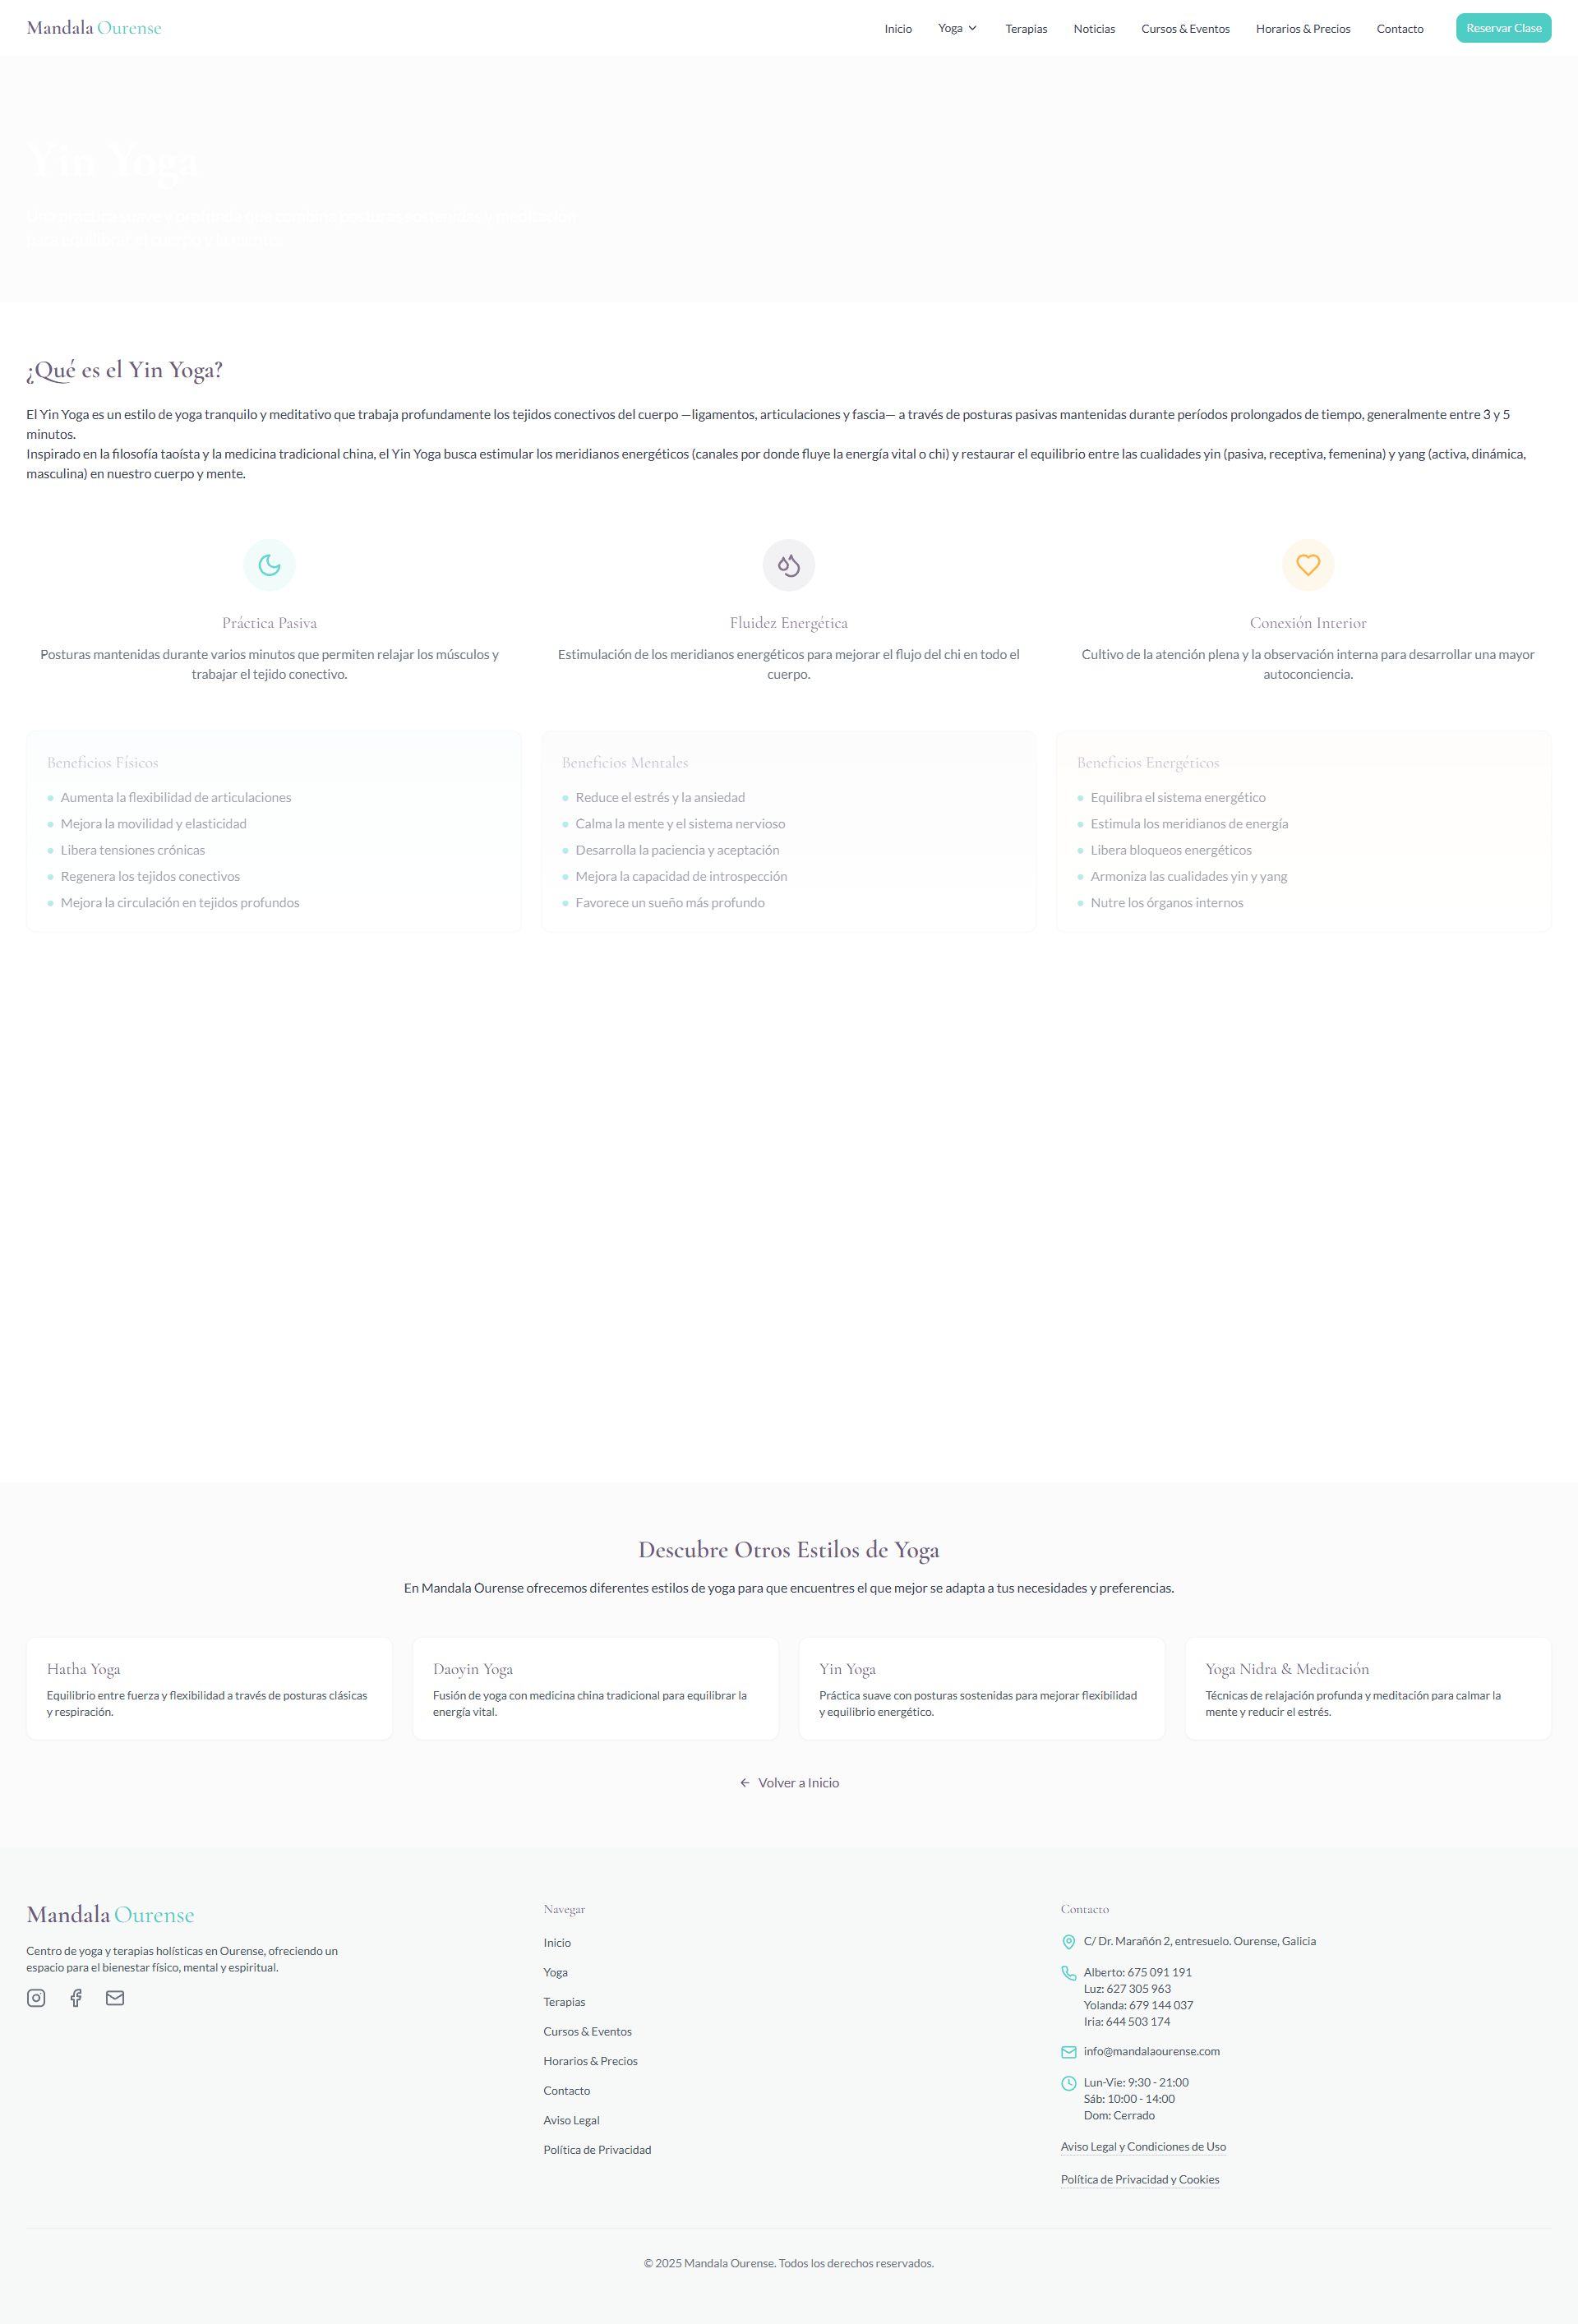 Mandala Ourense
Inicio
Yoga
Terapias
Noticias
Cursos & Eventos
Horarios & Precios
Contacto
Reservar Clase
Yin Yoga
¿Qué es el Yin Yoga?
El Yin Yoga es un estilo de yoga tranquilo y meditativo que trabaja profundamente los tejidos conectivos del cuerpo —ligamentos, articulaciones y fascia— a través de posturas pasivas mantenidas durante períodos prolongados de tiempo, generalmente entre 3 y 5
minutos.
Inspirado en la filosofía taoísta y la medicina tradicional china, el Yin Yoga busca estimular los meridianos energéticos (canales por donde fluye la energía vital o chi) y restaurar el equilibrio entre las cualidades yin (pasiva, receptiva, femenina) y yang (activa, dinámica,
masculina) en nuestro cuerpo y mente.
Práctica Pasiva
Posturas mantenidas durante varios minutos que permiten relajar los músculos y
trabajar el tejido conectivo.
Fluidez Energética
Estimulación de los meridianos energéticos para mejorar el flujo del chi en todo el
cuerpo.
Conexión Interior
Cultivo de la atención plena y la observación interna para desarrollar una mayor
autoconciencia.
Beneficios Físicos
Aumenta la flexibilidad de articulaciones
Mejora la movilidad y elasticidad
Libera tensiones crónicas
Regenera los tejidos conectivos
Mejora la circulación en tejidos profundos
Beneficios Mentales
Reduce el estrés y la ansiedad
Calma la mente y el sistema nervioso
Desarrolla la paciencia y aceptación
Mejora la capacidad de introspección
Favorece un sueño más profundo
Beneficios Energéticos
Equilibra el sistema energético
Estimula los meridianos de energía
Libera bloqueos energéticos
Armoniza las cualidades yin y yang
Nutre los órganos internos
Descubre Otros Estilos de Yoga
En Mandala Ourense ofrecemos diferentes estilos de yoga para que encuentres el que mejor se adapta a tus necesidades y preferencias.
Hatha Yoga
Equilibrio entre fuerza y flexibilidad a través de posturas clásicas
y respiración.
Daoyin Yoga
Fusión de yoga con medicina china tradicional para equilibrar la
energía vital.
Yin Yoga
Práctica suave con posturas sostenidas para mejorar flexibilidad
y equilibrio energético.
Yoga Nidra & Meditación
Técnicas de relajación profunda y meditación para calmar la
mente y reducir el estrés.
Volver a Inicio
Mandala Ourense
Centro de yoga y terapias holísticas en Ourense, ofreciendo un
espacio para el bienestar físico, mental y espiritual.
Navegar
Inicio
Yoga
Terapias
Cursos & Eventos
Horarios & Precios
Contacto
Aviso Legal
Política de Privacidad
Contacto
C/ Dr. Marañón 2, entresuelo. Ourense, Galicia
Alberto: 675 091 191
Luz: 627 305 963
Yolanda: 679 144 037
Iria: 644 503 174
info@mandalaourense.com
Lun-Vie: 9:30 - 21:00
Sáb: 10:00 - 14:00
Dom: Cerrado
Aviso Legal y Condiciones de Uso
Política de Privacidad y Cookies
© 2025 Mandala Ourense. Todos los derechos reservados.